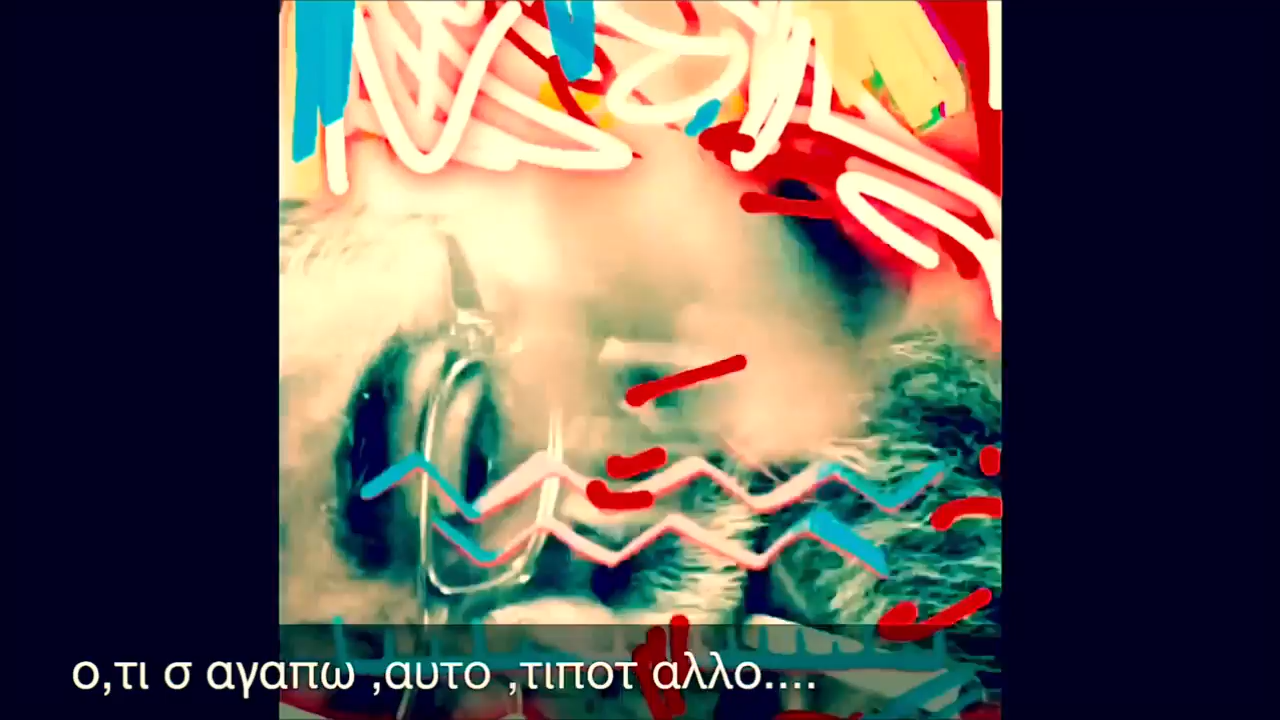 ο,τι σ αγαπω ,αυτο ,τιποτ αλλο....